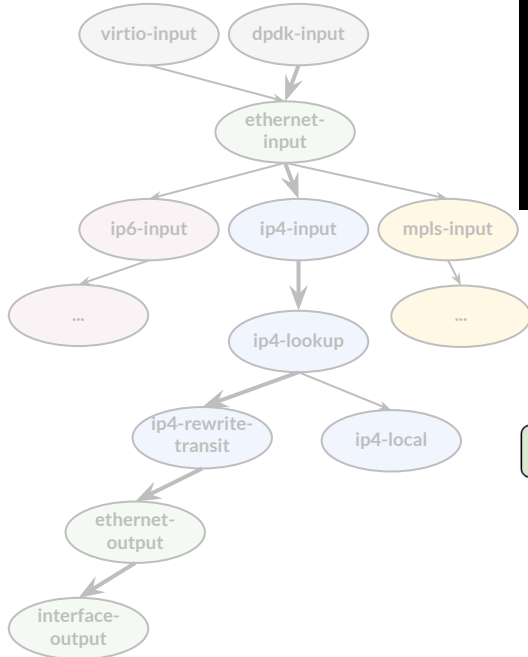 virtio-input
dpdk-input
ethernet-
input
ip6-input
ip4-input
mpls-input
...
...
ip4-lookup
ip4-rewrite-
transit
ip4-local
ethernet-
output
interface-
output